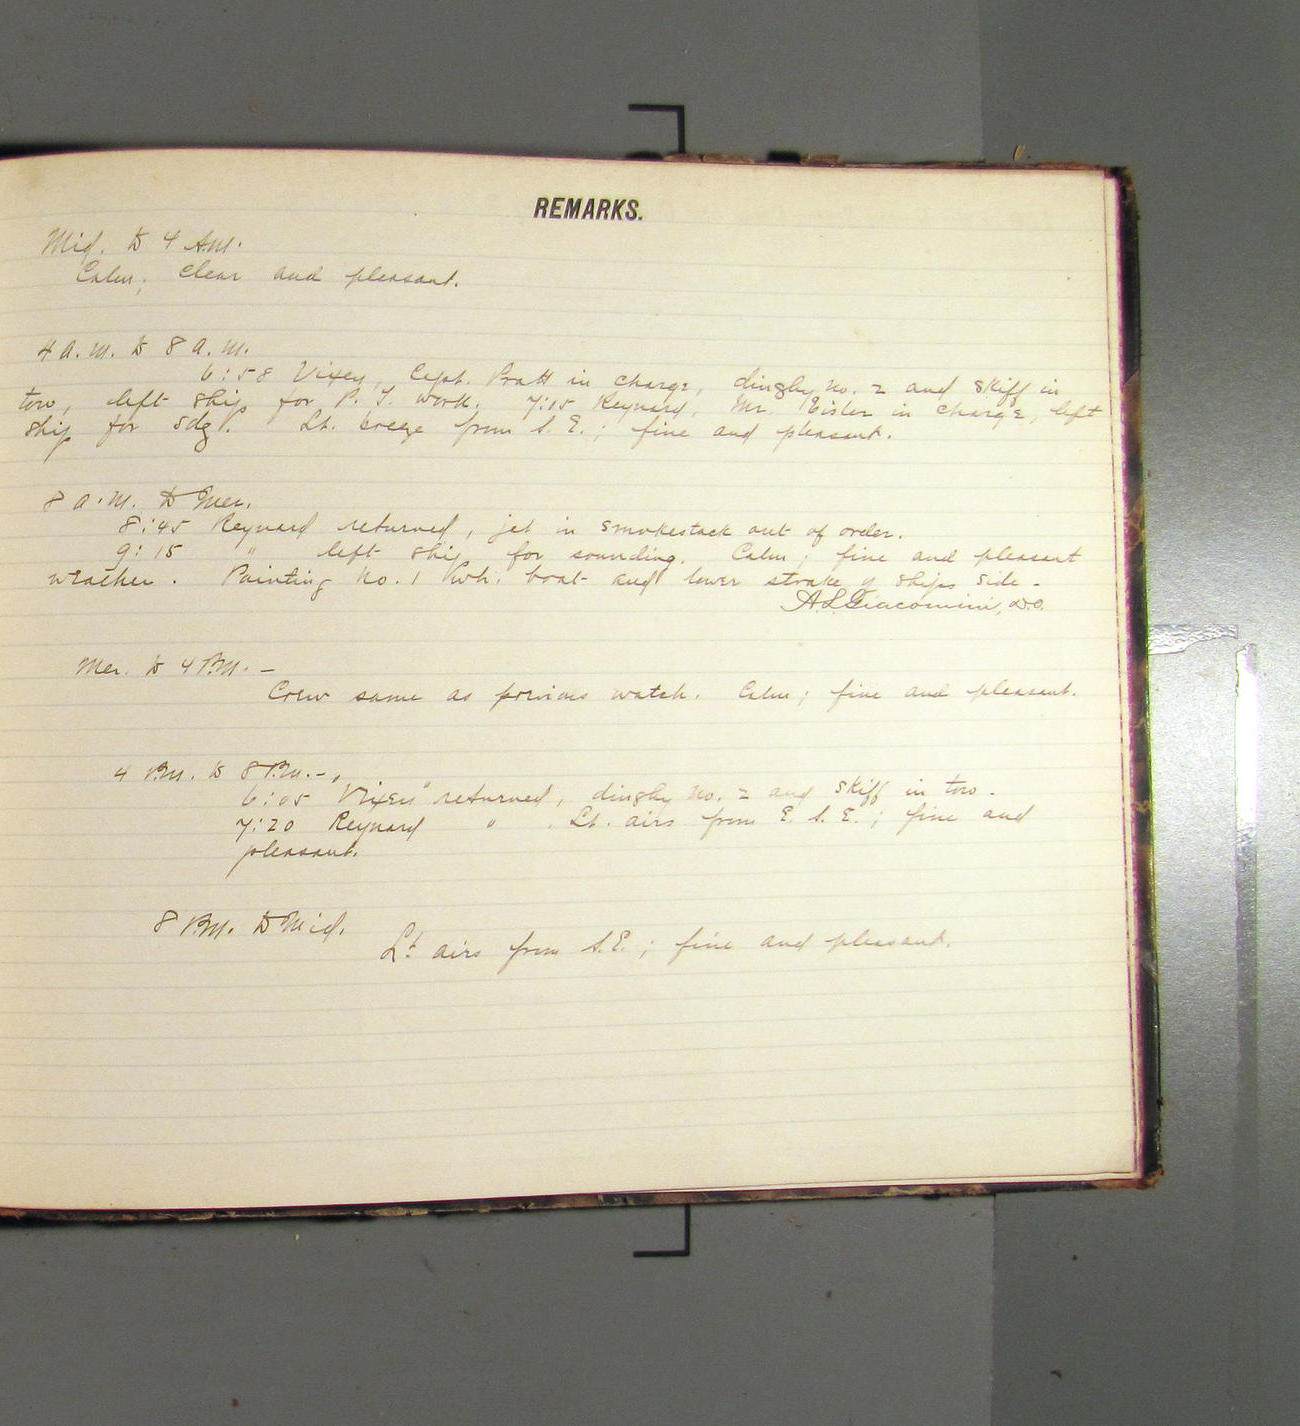 REMARKS.
Mid. to 4 A.M.
Calm; clear and pleasant.
4 a.m. to 8 a.m.
6:58 Vixen, Capt. Pratt in charge, dinghy No. 2 and skiff in
tow, left ship for P. I. work. 7:05 Reynard, Mr. Eisler in charge, left
ship for sdg. Lt. breeze from S. E.; fine and pleasant.
8 a.m. to Mer.
8:45 Reynard returned, jet in smokestack out of order.
9:15 " left ship for sounding. Calm; fine and pleasant
weather. Painting No. 1 boat and lower strake of ships side.
A. L. Giacomini, W.O.
Mer. to 4 P.M. —
Crew same as previous watch. Calm; fine and pleasant.
4 P.M. to 8 P.M. —
6:05 "Vixen" returned, dinghy No. 2 and skiff in tow.
7:20 Reynard " . Lt. airs from E. S. E.; fine and
pleasant.
8 P.M. to Mid.
Lt. airs from S.E.; fine and pleasant.